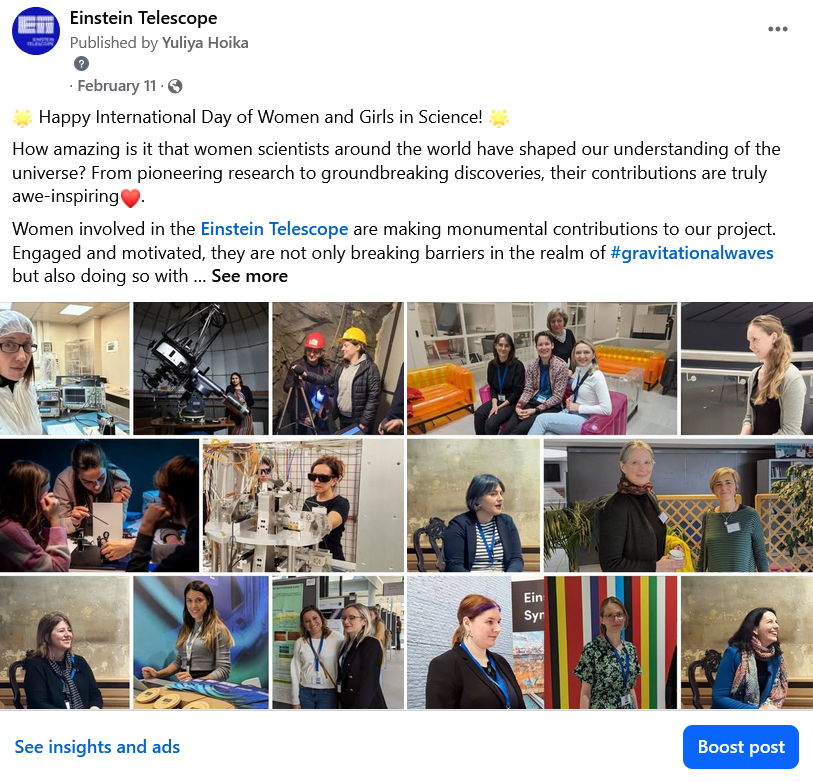 Einstein Telescope
Published by Yuliya Hoika
· February 11 ·
🌟 Happy International Day of Women and Girls in Science! 🌟
How amazing is it that women scientists around the world have shaped our understanding of the
universe? From pioneering research to groundbreaking discoveries, their contributions are truly
awe-inspiring❤️.
Women involved in the Einstein Telescope are making monumental contributions to our project.
Engaged and motivated, they are not only breaking barriers in the realm of #gravitationalwaves
but also doing so with ... See more
Ein
Sy
See insights and ads
Boost post